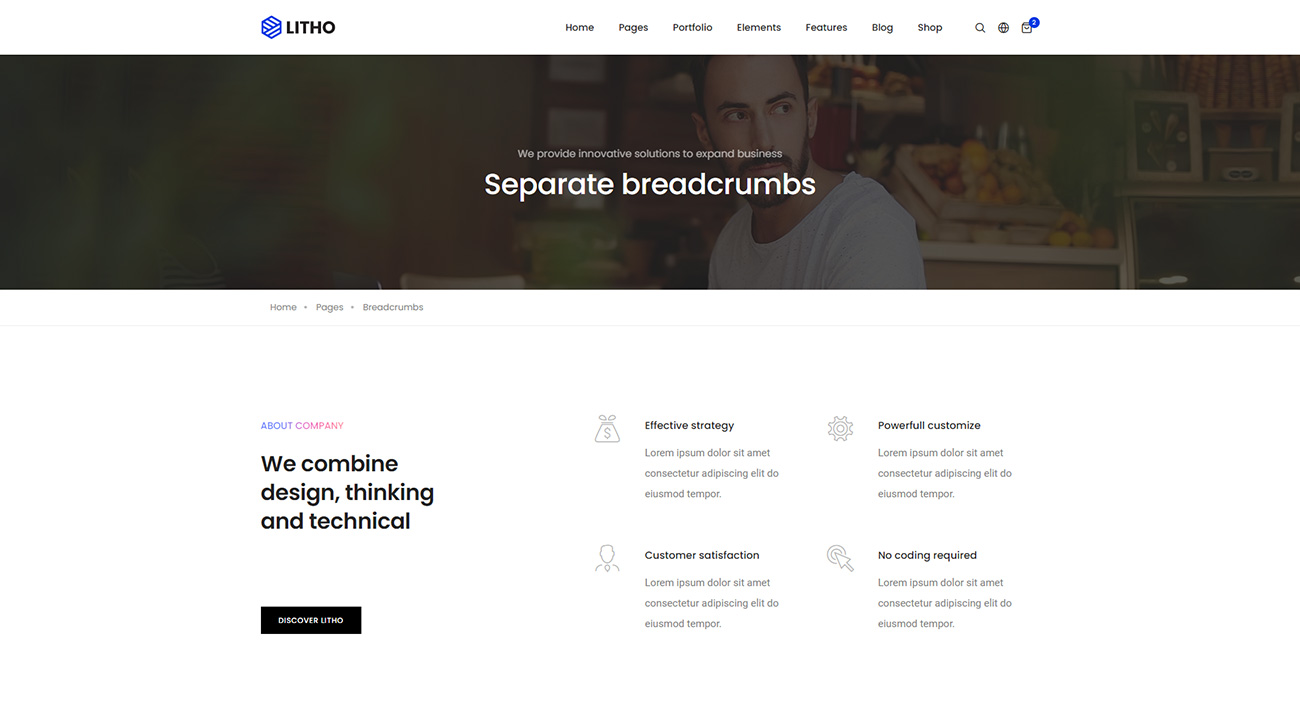 LITHO
Home Pages Portfolio Elements Features Blog Shop 2
We provide innovative solutions to expand business
Separate breadcrumbs
Home • Pages • Breadcrumbs
ABOUT COMPANY
We combine
design, thinking
and technical
DISCOVER LITHO
Effective strategy
Lorem ipsum dolor sit amet
consectetur adipiscing elit do
eiusmod tempor.
Powerfull customize
Lorem ipsum dolor sit amet
consectetur adipiscing elit do
eiusmod tempor.
Customer satisfaction
Lorem ipsum dolor sit amet
consectetur adipiscing elit do
eiusmod tempor.
No coding required
Lorem ipsum dolor sit amet
consectetur adipiscing elit do
eiusmod tempor.